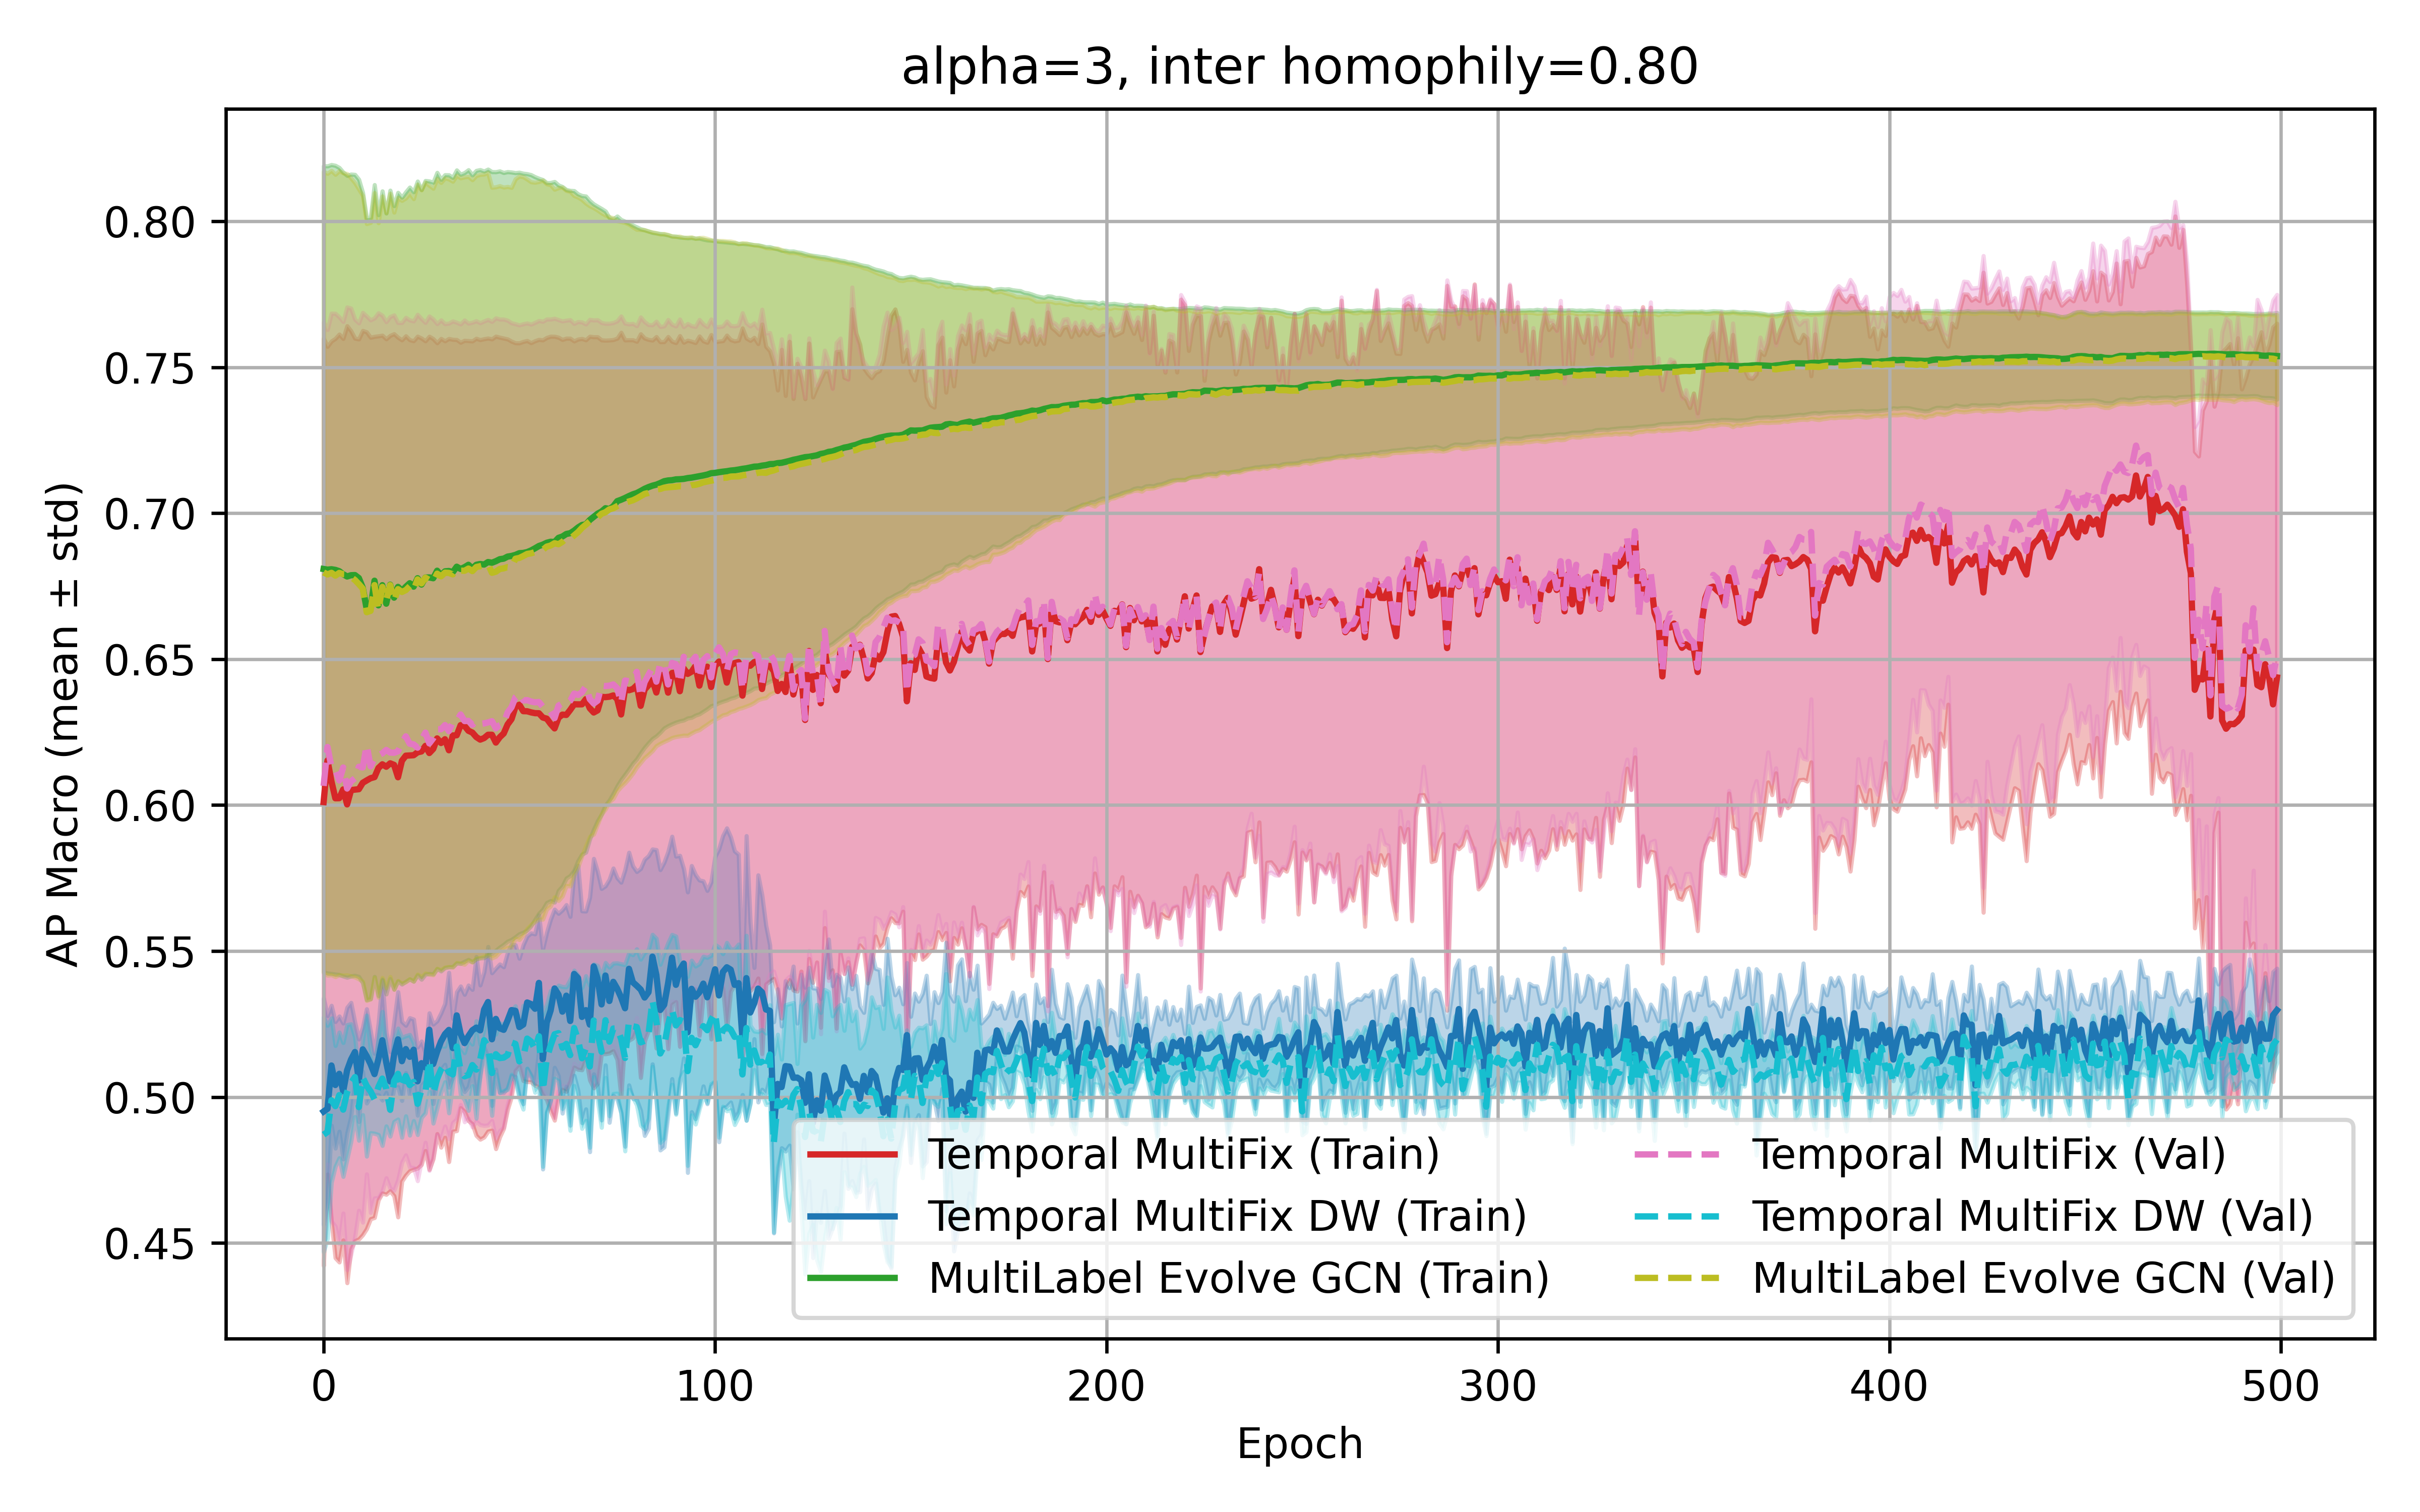 alpha=3, inter homophily=0.80
AP Macro (mean ± std)
0.80
0.75
0.70
0.65
0.60
0.55
0.50
0.45
Temporal MultiFix (Train)
Temporal MultiFix DW (Train)
MultiLabel Evolve GCN (Train)
Temporal MultiFix (Val)
Temporal MultiFix DW (Val)
MultiLabel Evolve GCN (Val)
0 100 200 300 400 500
Epoch